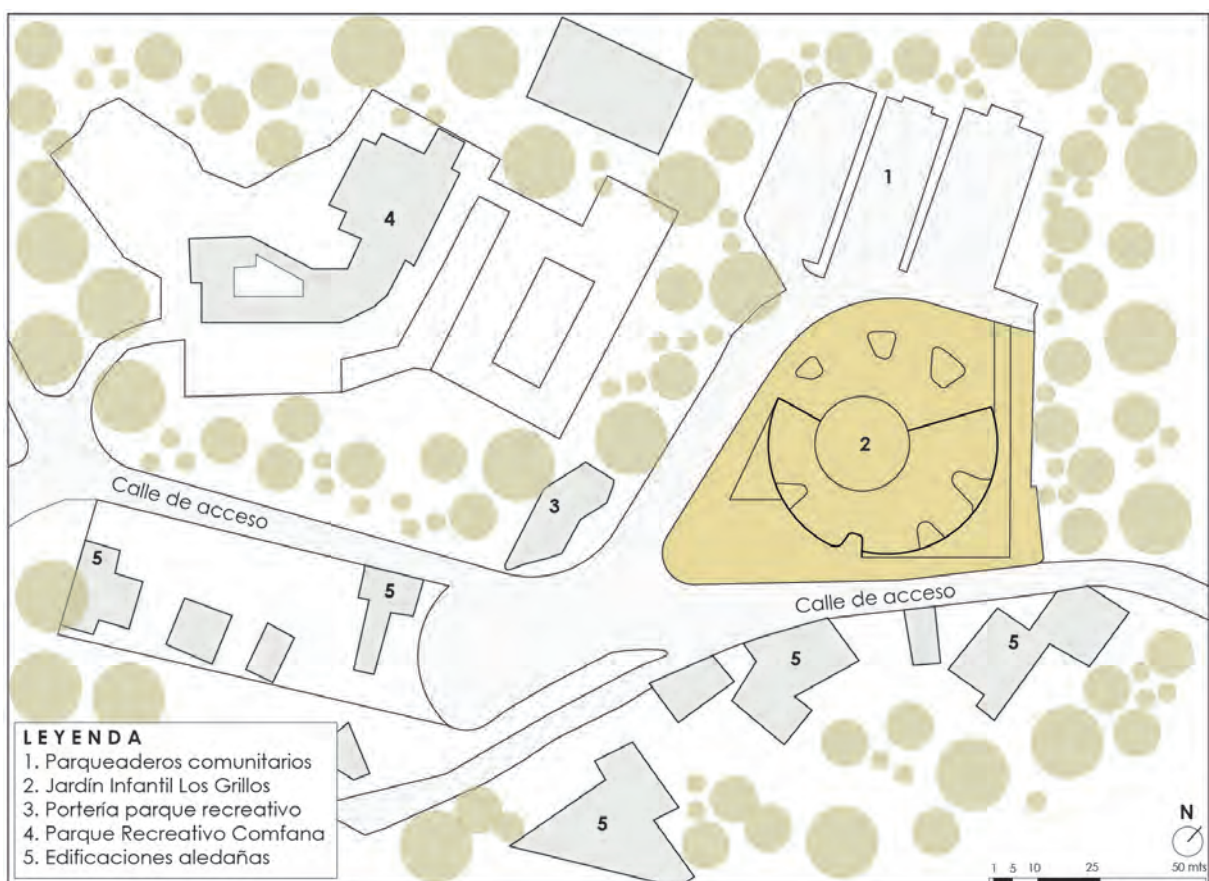 1
4
2
Calle de acceso
3
5
5
Calle de acceso
5
5
5
LEYENDA
1. Parqueaderos comunitarios
2. Jardín Infantil Los Grillos
3. Portería parque recreativo
4. Parque Recreativo Comfana
5. Edificaciones aledañas
N
1 5 10 25 50 mts